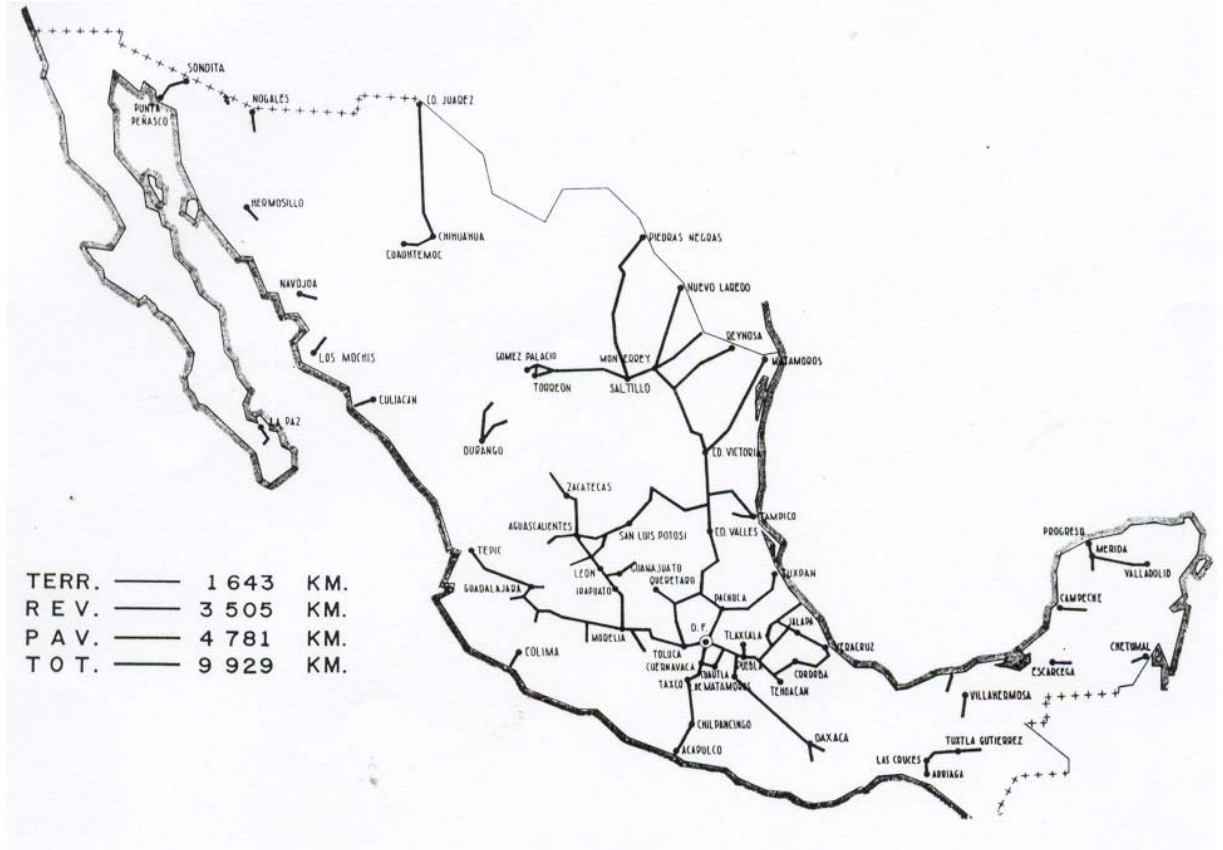 SONOITA
PUNTA
PEÑASCO
NOGALES
CD. JUAREZ
HERMOSILLO
CHIHUAHUA
CUAUHTEMOC
PIEDRAS NEGRAS
NAVOJOA
NUEVO LAREDO
LOS MOCHIS
REYNOSA
GOMEZ PALACIO
MONTERREY
MATAMOROS
TORREON
SALTILLO
CULIACAN
LA PAZ
DURANGO
CD. VICTORIA
ZACATECAS
TAMPICO
AGUASCALIENTES
SAN LUIS POTOSI
CD. VALLES
PROGRESO
MERIDA
TEPIC
VALLADOLID
LEON
GUANAJUATO
TUXPAN
GUADALAJARA
IRAPUATO
QUERETARO
CAMPECHE
PACHUCA
D. F.
JALAPA
MORELIA
TLAXCALA
VERACRUZ
COLIMA
TOLUCA
PUEBLA
CHETUMAL
CUERNAVACA
CUAUTLA
CORDOBA
ESCARCEGA
TAXCO
MATAMOROS
TEHUACAN
VILLAHERMOSA
CHILPANCINGO
OAXACA
TUXTLA GUTIERREZ
ACAPULCO
LAS CRUCES
ARRIAGA
TERR. 1 643 KM.
REV. 3 505 KM.
PAV. 4 781 KM.
TOT. 9 929 KM.